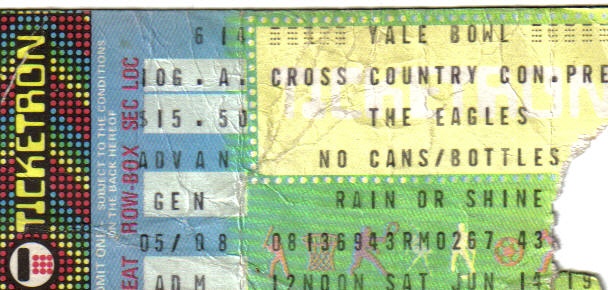 TICKETRON
SUBJECT TO THE CONDITIONS
ON THE BACK HEREOF
ROW-BOX SEC LOC
614 YALE BOWL
10G.A. CROSS COUNTRY CON.PRE
$15.50 THE EAGLES
ADVAN NO CANS/BOTTLES
GEN RAIN OR SHINE
05/08 08136943RM0267 43
ADM 12NOON SAT JUN 14 19